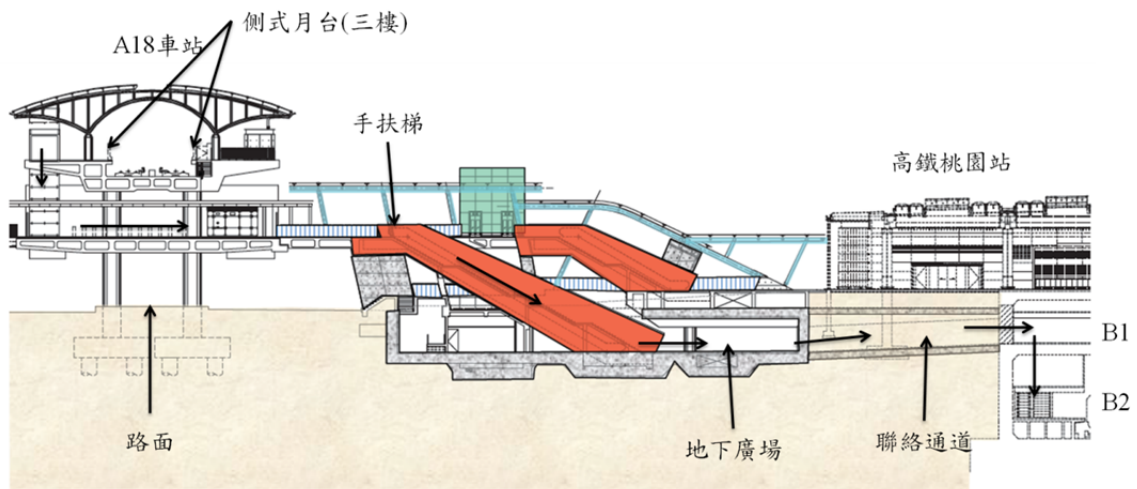 側式月台(三樓)
A18車站
手扶梯
高鐵桃園站
B1
B2
路面
地下廣場
聯絡通道